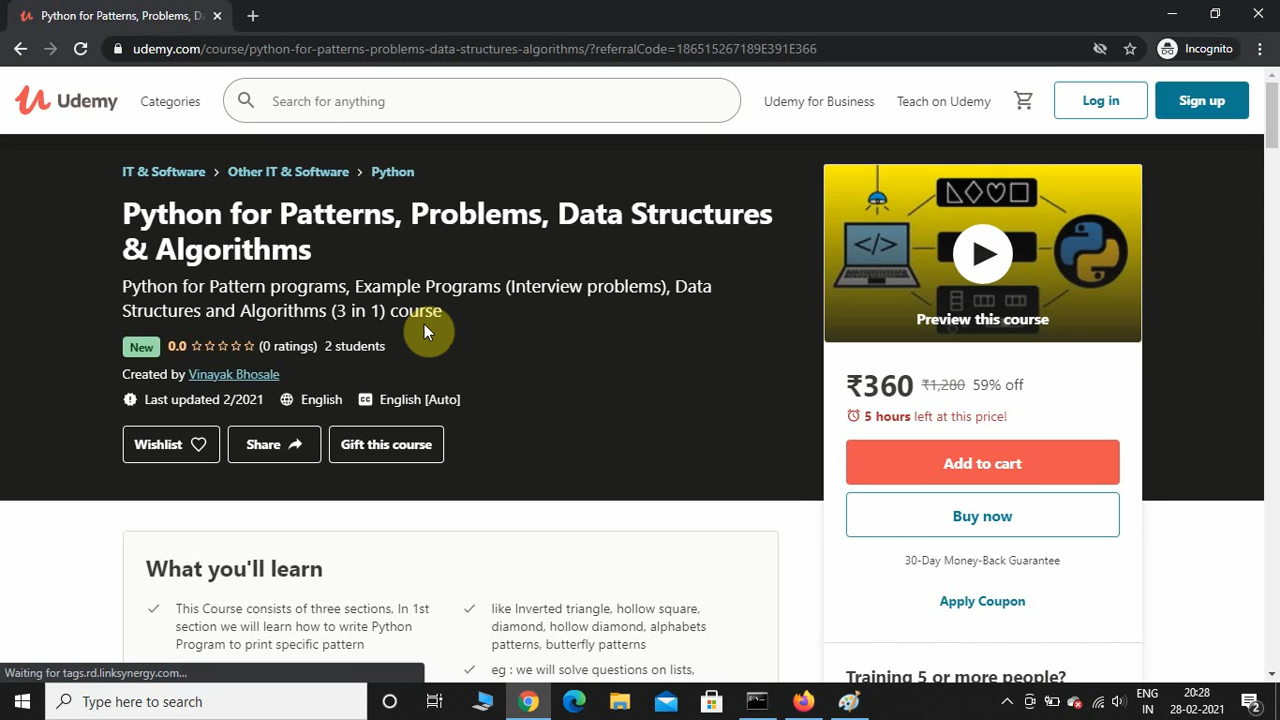 Python for Patterns, Problems, Da
udemy.com/course/python-for-patterns-problems-data-structures-algorithms/?referralCode=186515267189E391E366
Incognito
Udemy
Categories
Search for anything
Udemy for Business
Teach on Udemy
Log in
Sign up
IT & Software > Other IT & Software > Python
Python for Patterns, Problems, Data Structures
& Algorithms
Python for Pattern programs, Example Programs (Interview problems), Data
Structures and Algorithms (3 in 1) course
New 0.0 (0 ratings) 2 students
Created by Vinayak Bhosale
Last updated 2/2021 English English [Auto]
Wishlist Share Gift this course
Preview this course
₹360 ₹1,280 59% off
5 hours left at this price!
Add to cart
Buy now
30-Day Money-Back Guarantee
Apply Coupon
Training 5 or more people?
What you'll learn
This Course consists of three sections, In 1st
section we will learn how to write Python
Program to print specific pattern
like Inverted triangle, hollow square,
diamond, hollow diamond, alphabets
patterns, butterfly patterns
eg : we will solve questions on lists,
Waiting for tags.rd.linksynergy.com...
Type here to search
ENG
IN
20:28
28-02-2021
2